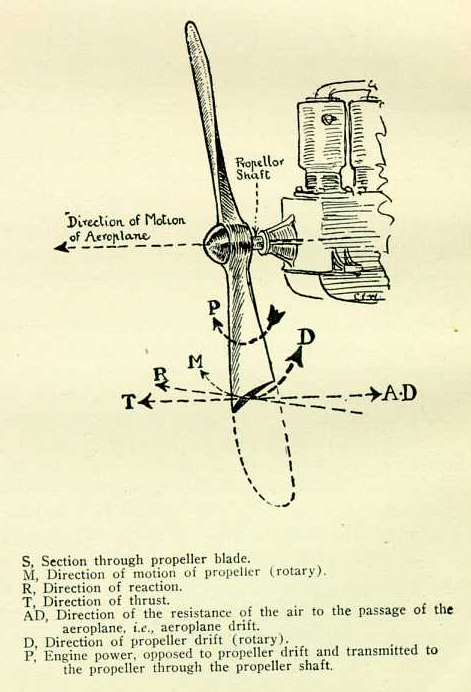 Propellor
Shaft
Direction of Motion
of Aeroplane
P
D
M
R
T
A·D
S, Section through propeller blade.
M, Direction of motion of propeller (rotary).
R, Direction of reaction.
T, Direction of thrust.
AD, Direction of the resistance of the air to the passage of the
aeroplane, i.e., aeroplane drift.
D, Direction of propeller drift (rotary).
P, Engine power, opposed to propeller drift and transmitted to
the propeller through the propeller shaft.